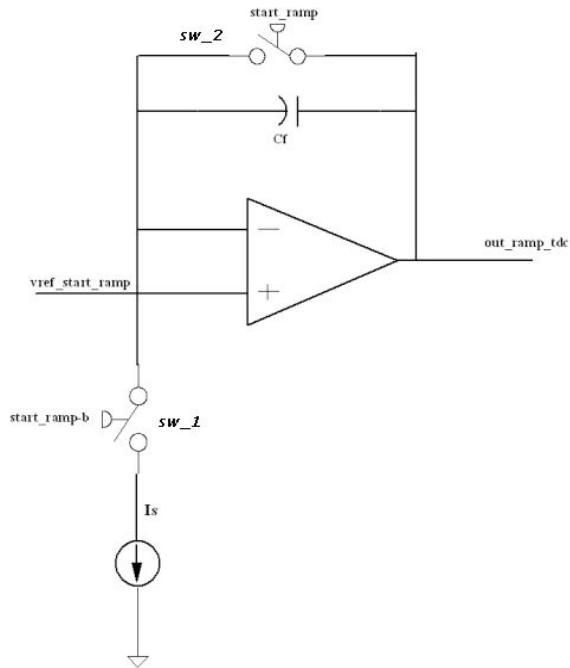 start_ramp
sw_2
Cf
out_ramp_tdc
vref_start_ramp
start_ramp-b
sw_1
Is